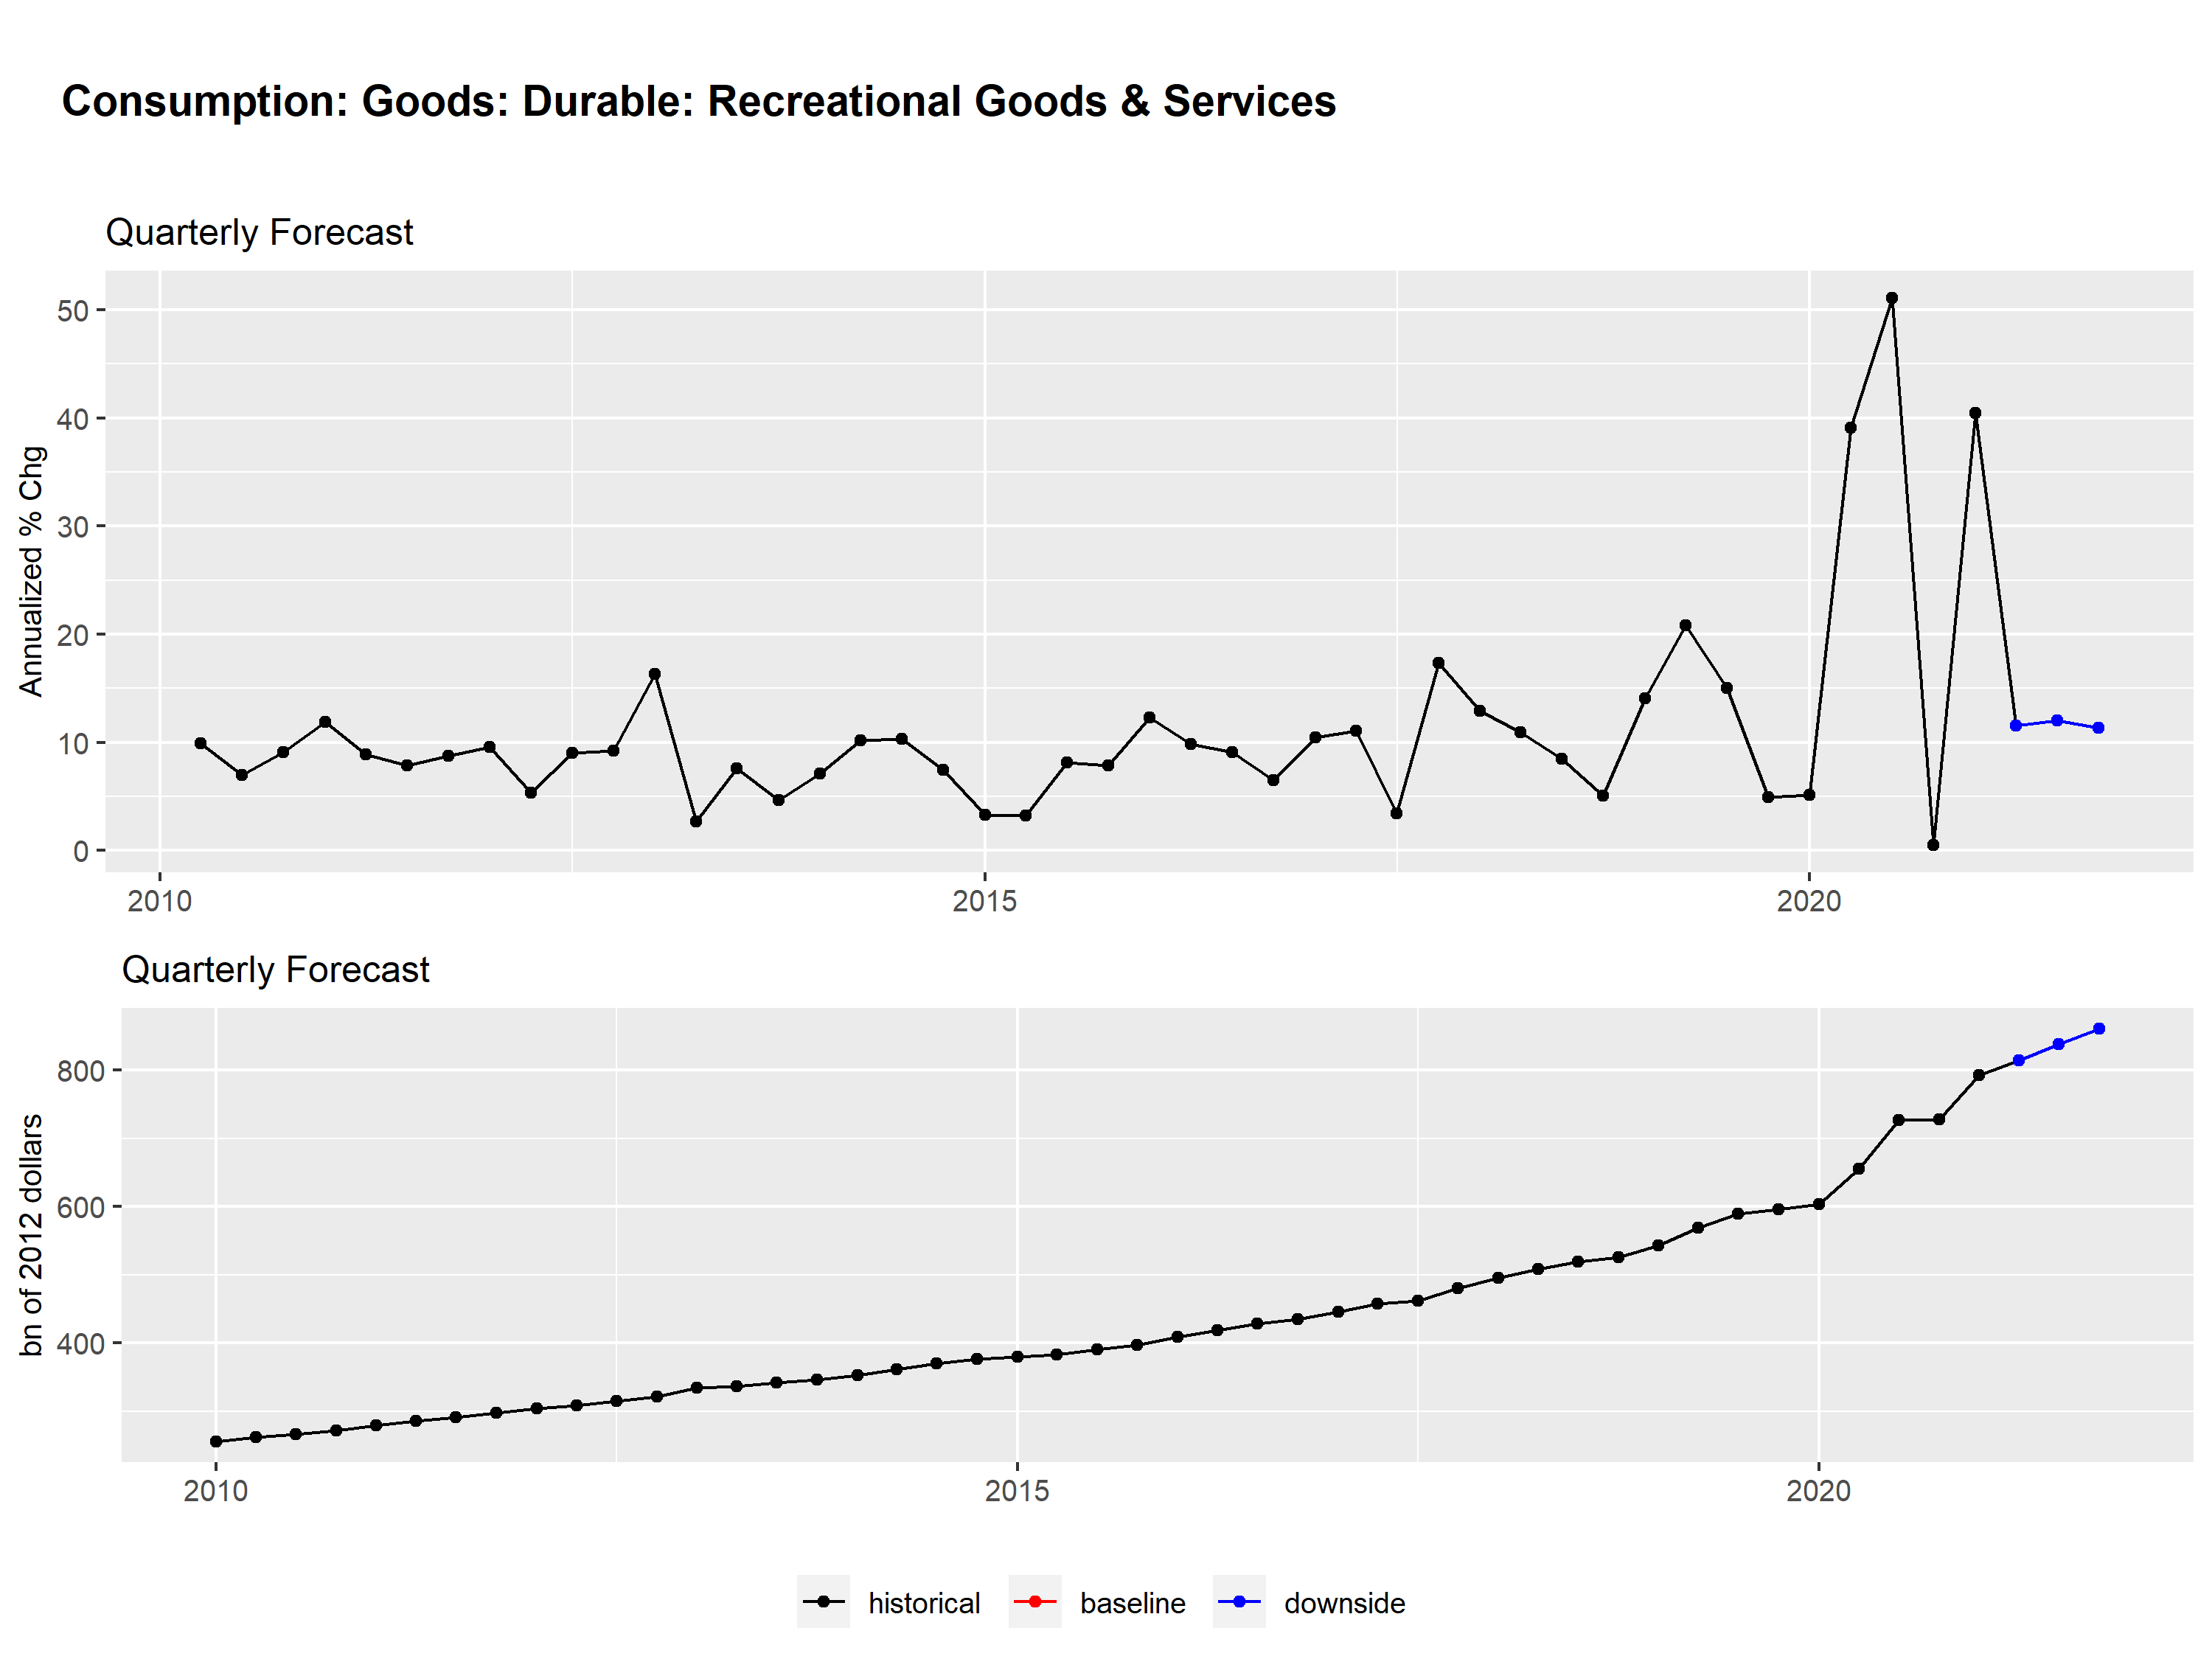 Consumption: Goods: Durable: Recreational Goods & Services
Quarterly Forecast
Annualized % Chg
50
40
30
20
10
0
2010 2015 2020
Quarterly Forecast
bn of 2012 dollars
800
600
400
2010 2015 2020
historical baseline downside